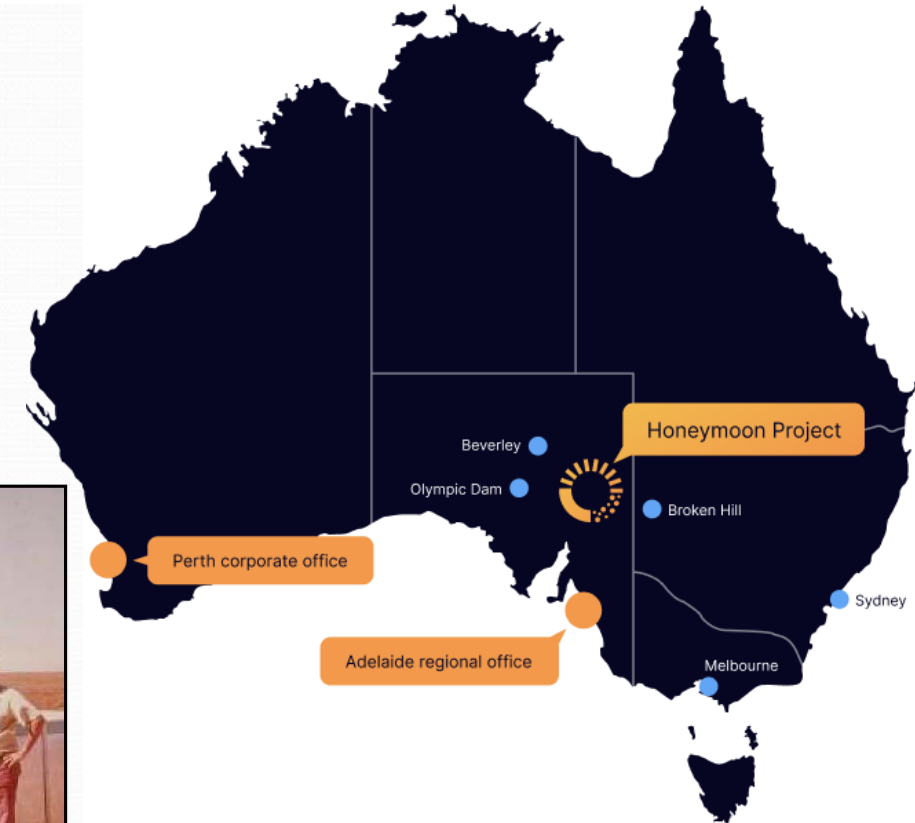 Honeymoon Project
Beverley
Olympic Dam
Broken Hill
Perth corporate office
Sydney
Adelaide regional office
Melbourne